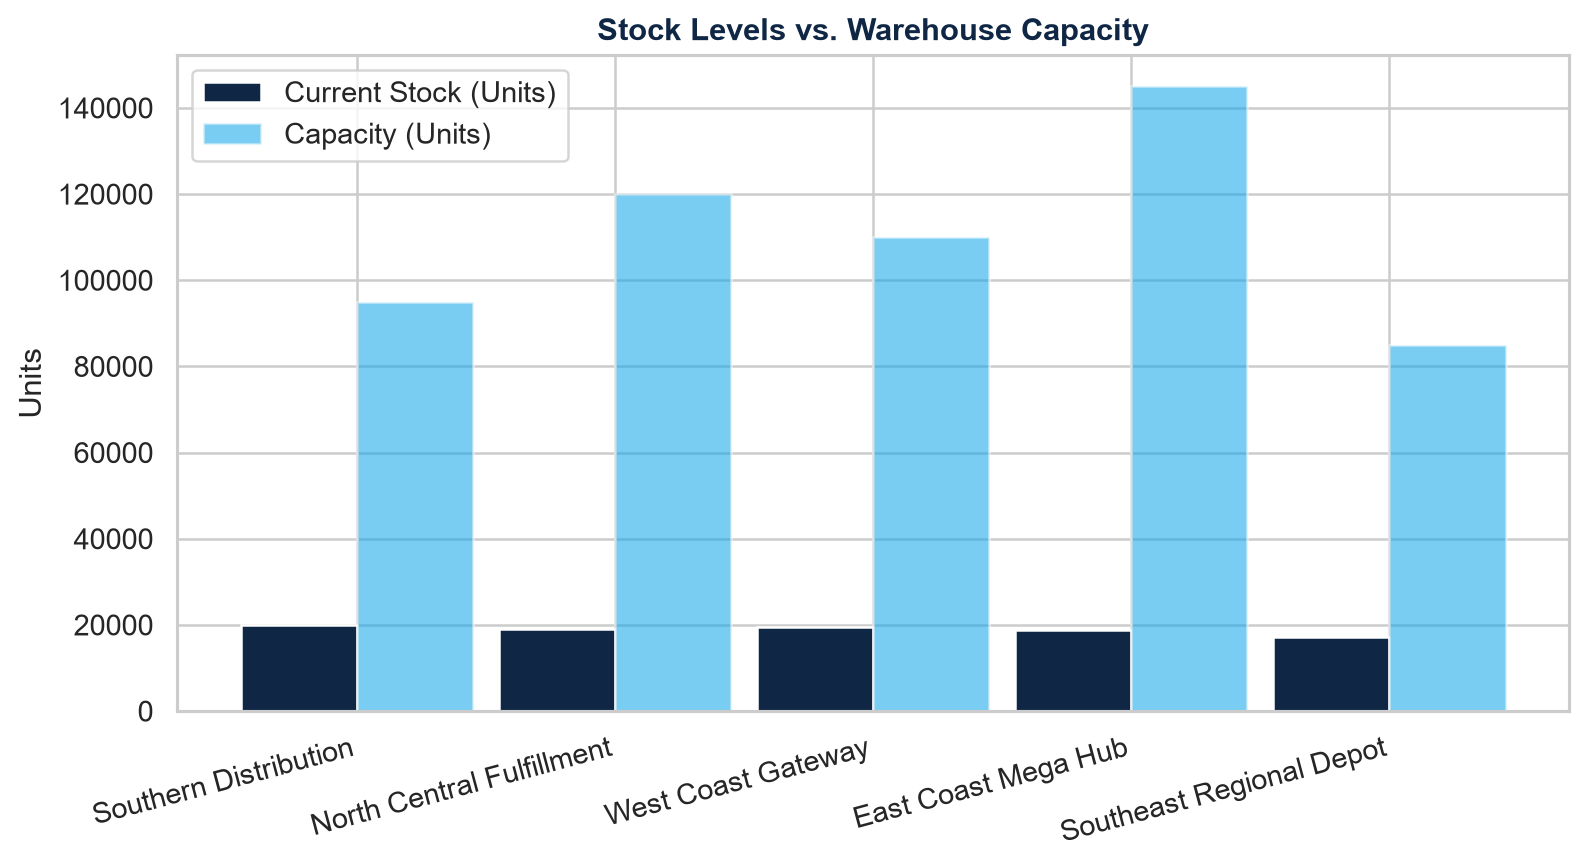 Stock Levels vs. Warehouse Capacity
Current Stock (Units)
Capacity (Units)
Units
140000
120000
100000
80000
60000
40000
20000
0
Southern Distribution
North Central Fulfillment
West Coast Gateway
East Coast Mega Hub
Southeast Regional Depot